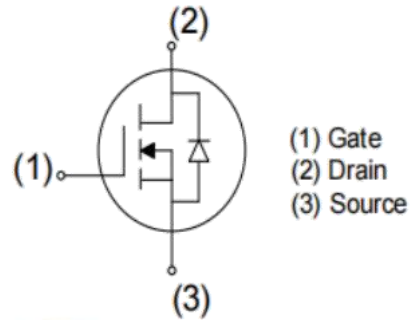 (2)
(1)
(3)
(1) Gate
(2) Drain
(3) Source